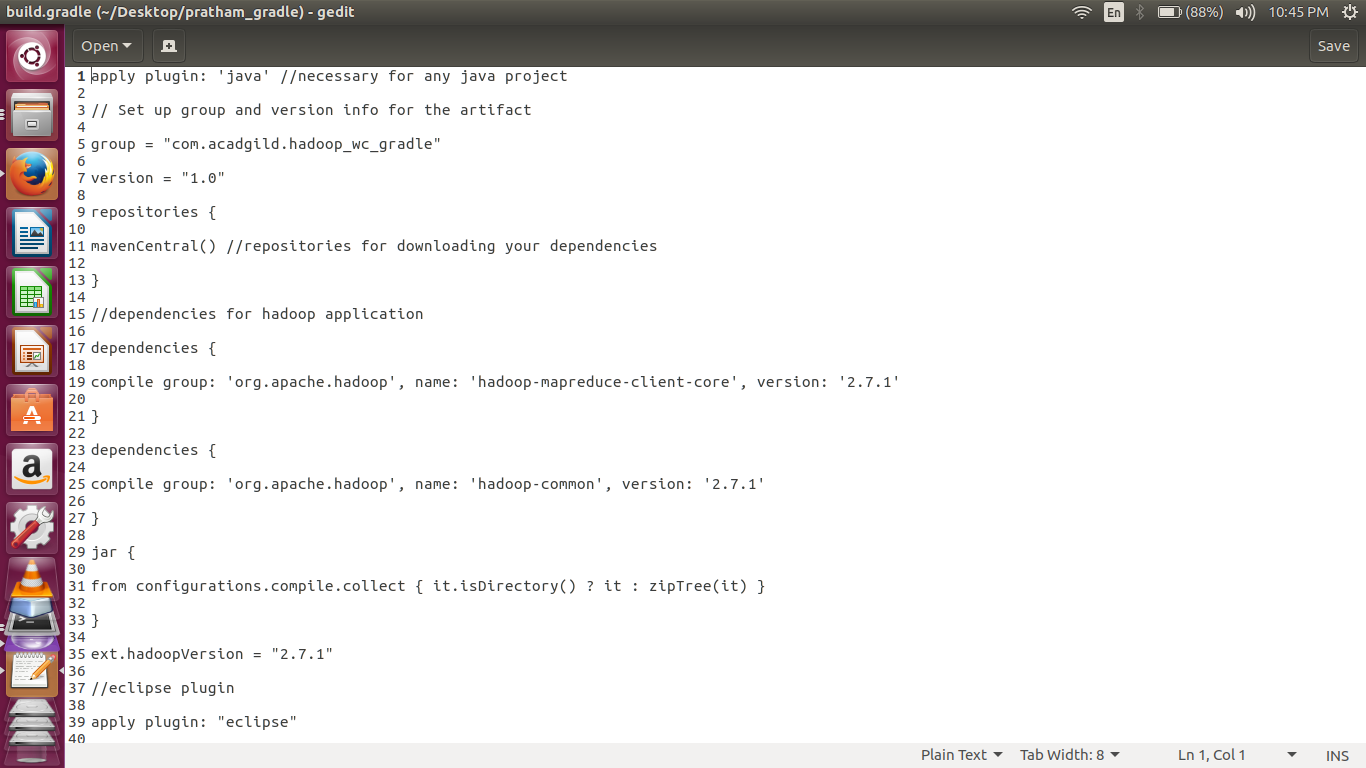 build.gradle (~/Desktop/pratham_gradle) - gedit
En
(88%)
10:45 PM
Open
Save
1 apply plugin: 'java' //necessary for any java project
2
3 // Set up group and version info for the artifact
4
5 group = "com.acadgild.hadoop_wc_gradle"
6
7 version = "1.0"
8
9 repositories {
10
11 mavenCentral() //repositories for downloading your dependencies
12
13 }
14
15 //dependencies for hadoop application
16
17 dependencies {
18
19 compile group: 'org.apache.hadoop', name: 'hadoop-mapreduce-client-core', version: '2.7.1'
20
21 }
22
23 dependencies {
24
25 compile group: 'org.apache.hadoop', name: 'hadoop-common', version: '2.7.1'
26
27 }
28
29 jar {
30
31 from configurations.compile.collect { it.isDirectory() ? it : zipTree(it) }
32
33 }
34
35 ext.hadoopVersion = "2.7.1"
36
37 //eclipse plugin
38
39 apply plugin: "eclipse"
40
Plain Text
Tab Width: 8
Ln 1, Col 1
INS